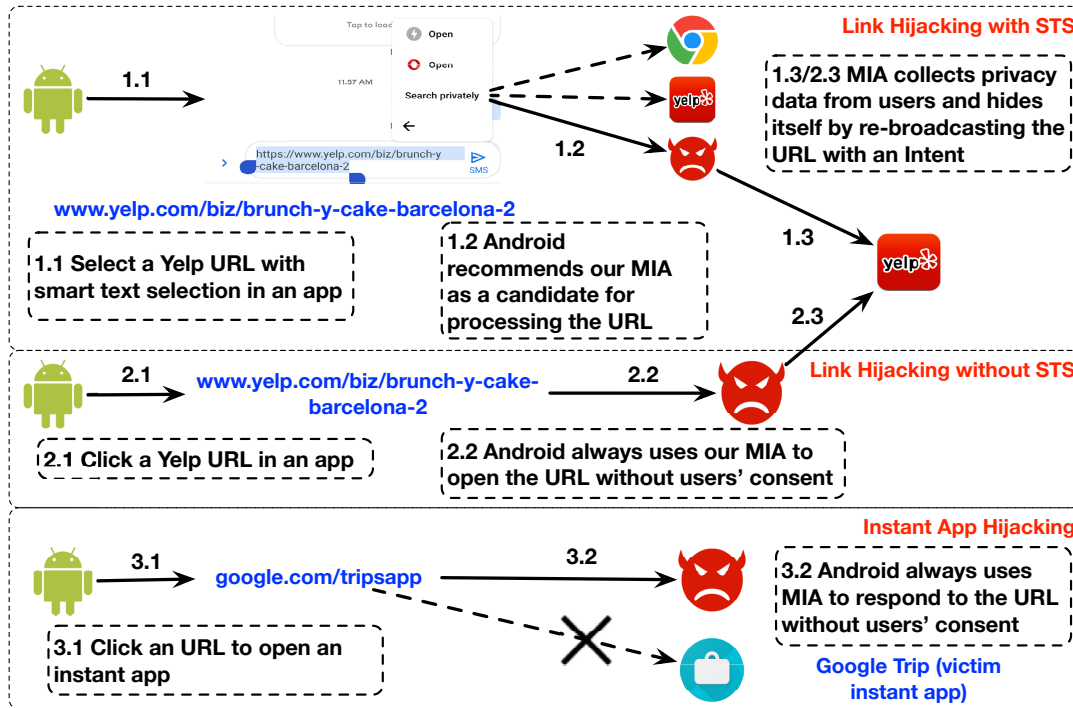 Link Hijacking with STS
Tap to load
Open
Open
11:57 AM
Search privately
https://www.yelp.com/biz/brunch-y
-cake-barcelona-2
SMS
1.1
1.2
yelp
1.3/2.3 MIA collects privacy
data from users and hides
itself by re-broadcasting the
URL with an Intent
www.yelp.com/biz/brunch-y-cake-barcelona-2
1.1 Select a Yelp URL with
smart text selection in an app
1.2 Android
recommends our MIA
as a candidate for
processing the URL
1.3
yelp
2.3
Link Hijacking without STS
2.1
www.yelp.com/biz/brunch-y-cake-
barcelona-2
2.2
2.1 Click a Yelp URL in an app
2.2 Android always uses our MIA to
open the URL without users’ consent
Instant App Hijacking
3.1
google.com/tripsapp
3.2
3.1 Click an URL to open an
instant app
3.2 Android always uses
MIA to respond to the URL
without users’ consent
Google Trip (victim
instant app)